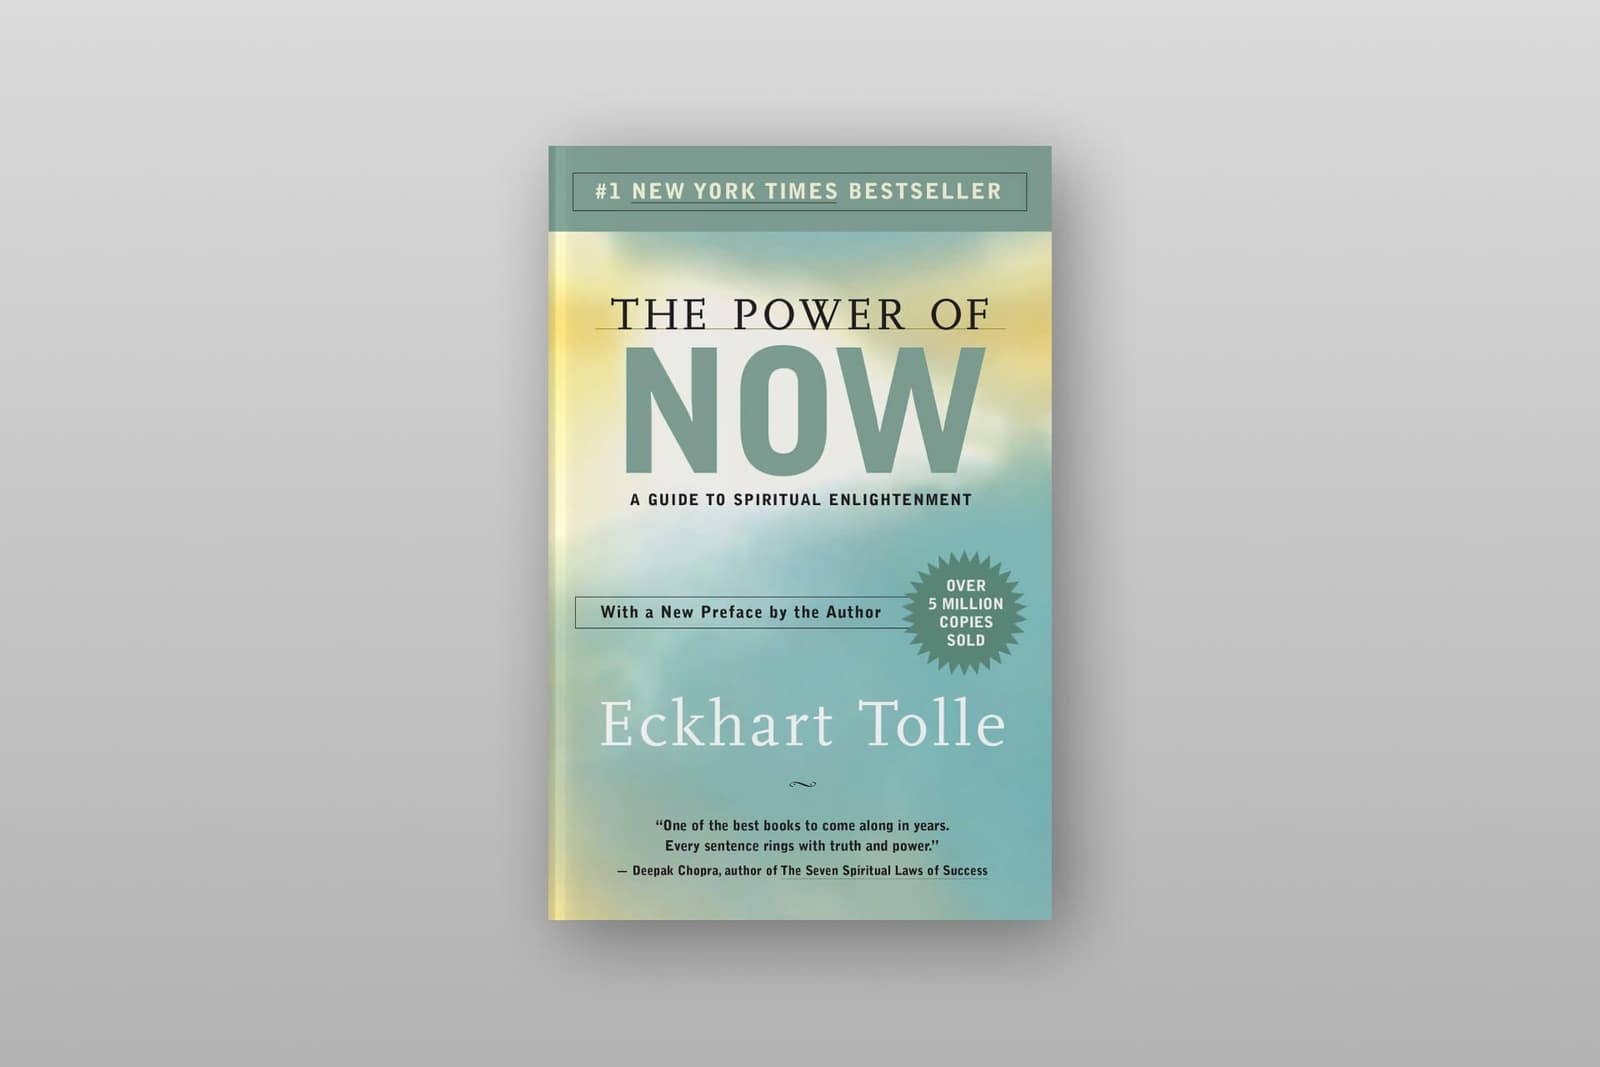 #1 NEW YORK TIMES BESTSELLER
THE POWER OF
NOW
A GUIDE TO SPIRITUAL ENLIGHTENMENT
With a New Preface by the Author
OVER
5 MILLION
COPIES
SOLD
Eckhart Tolle
“One of the best books to come along in years.
Every sentence rings with truth and power.”
— Deepak Chopra, author of The Seven Spiritual Laws of Success